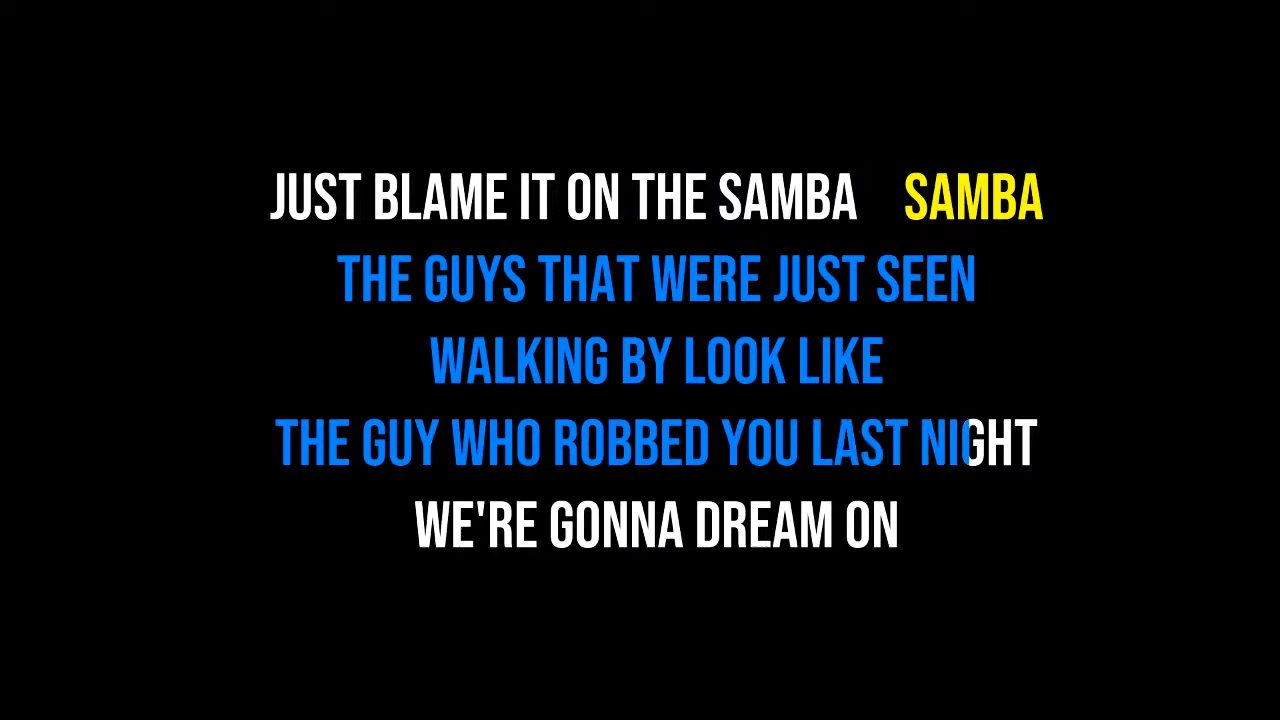 JUST BLAME IT ON THE SAMBA SAMBA
THE GUYS THAT WERE JUST SEEN
WALKING BY LOOK LIKE
THE GUY WHO ROBBED YOU LAST NIGHT
WE'RE GONNA DREAM ON